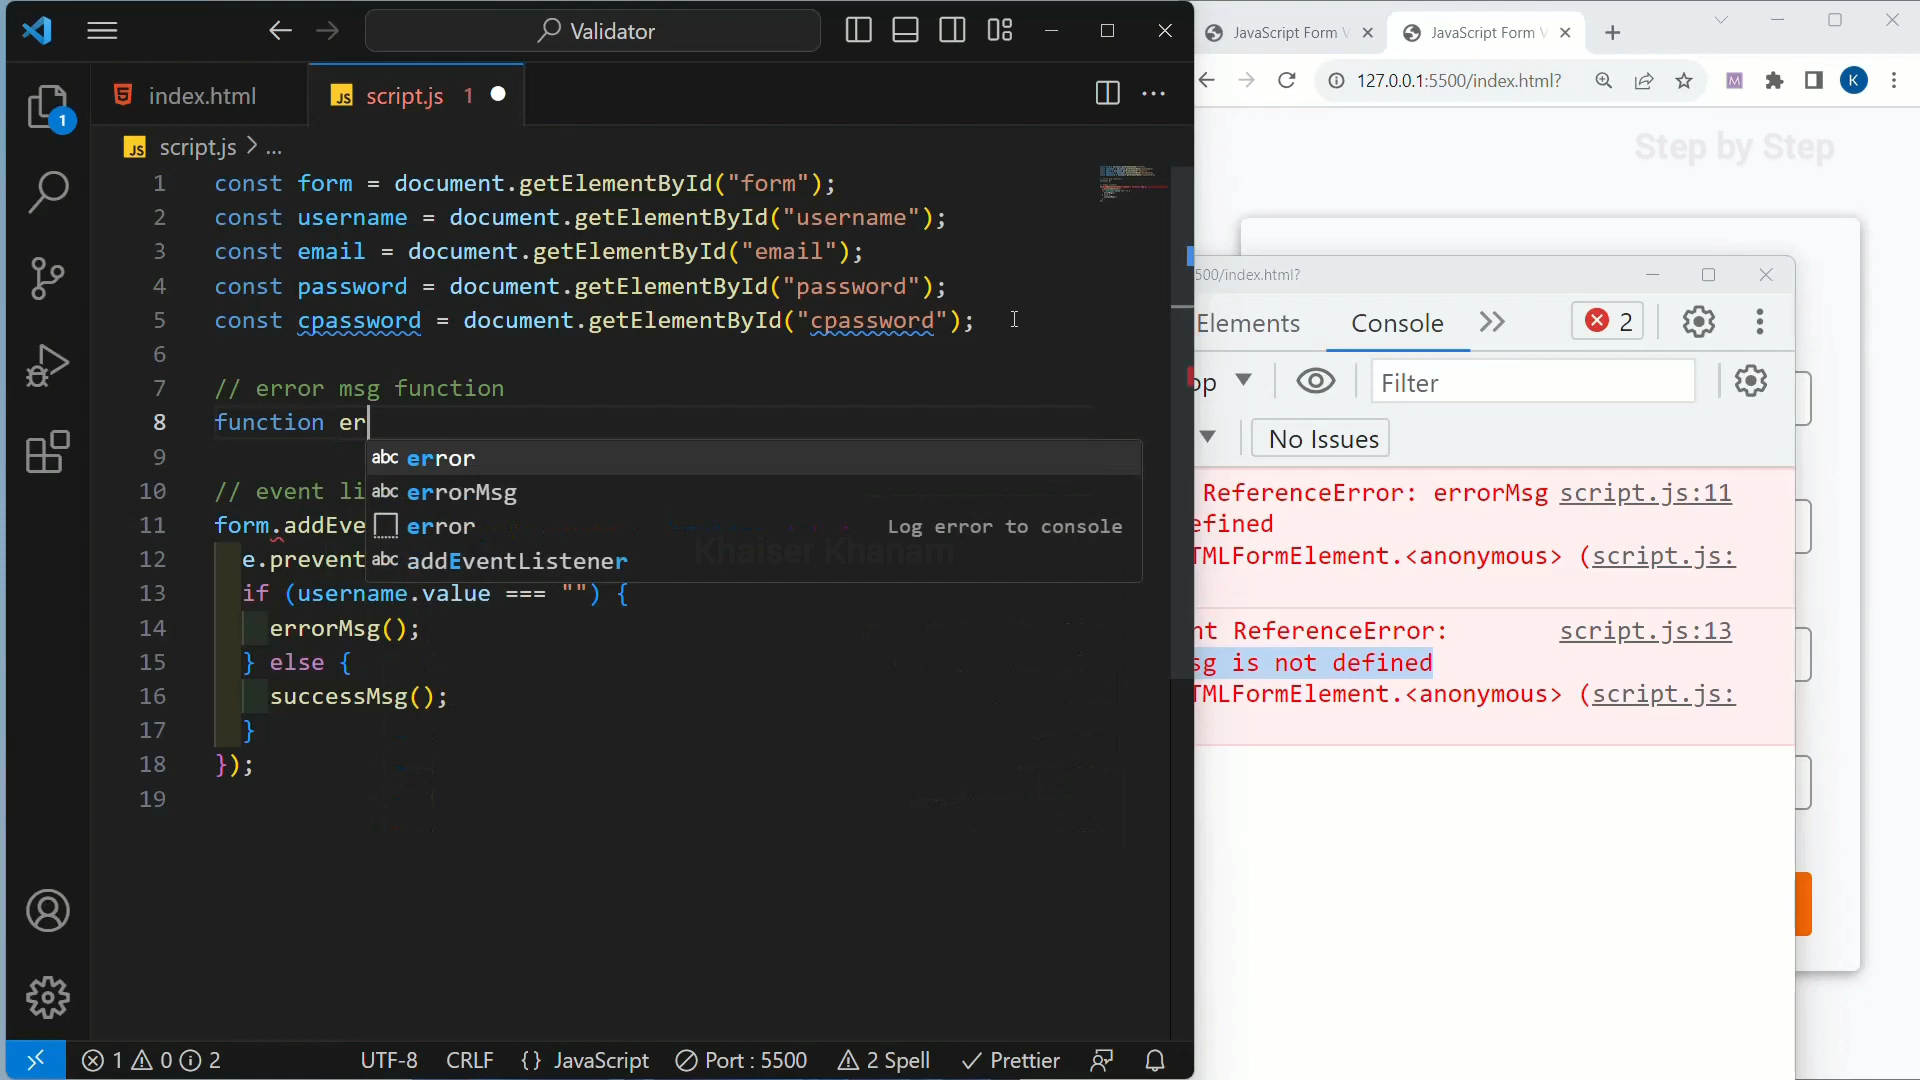 Validator
index.html
script.js 1
script.js > ...
1 const form = document.getElementById("form");
2 const username = document.getElementById("username");
3 const email = document.getElementById("email");
4 const password = document.getElementById("password");
5 const cpassword = document.getElementById("cpassword");
6
7 // error msg function
8 function er
9
10 // event li
11 form.addEve
12 e.prevent
13 if (username.value === "") {
14 errorMsg();
15 } else {
16 successMsg();
17 }
18 });
19
abc error
abc errorMsg
error Log error to console
abc addEventListener
Khaiser Khanam
1
1 0 2
UTF-8 CRLF {} JavaScript Port : 5500 2 Spell Prettier
JavaScript Form
JavaScript Form
127.0.0.1:5500/index.html?
K
Step by Step
500/index.html?
Elements Console 2
op Filter
No Issues
ReferenceError: errorMsg script.js:11
efined
TMLFormElement.<anonymous> (script.js:
nt ReferenceError: script.js:13
sg is not defined
TMLFormElement.<anonymous> (script.js: